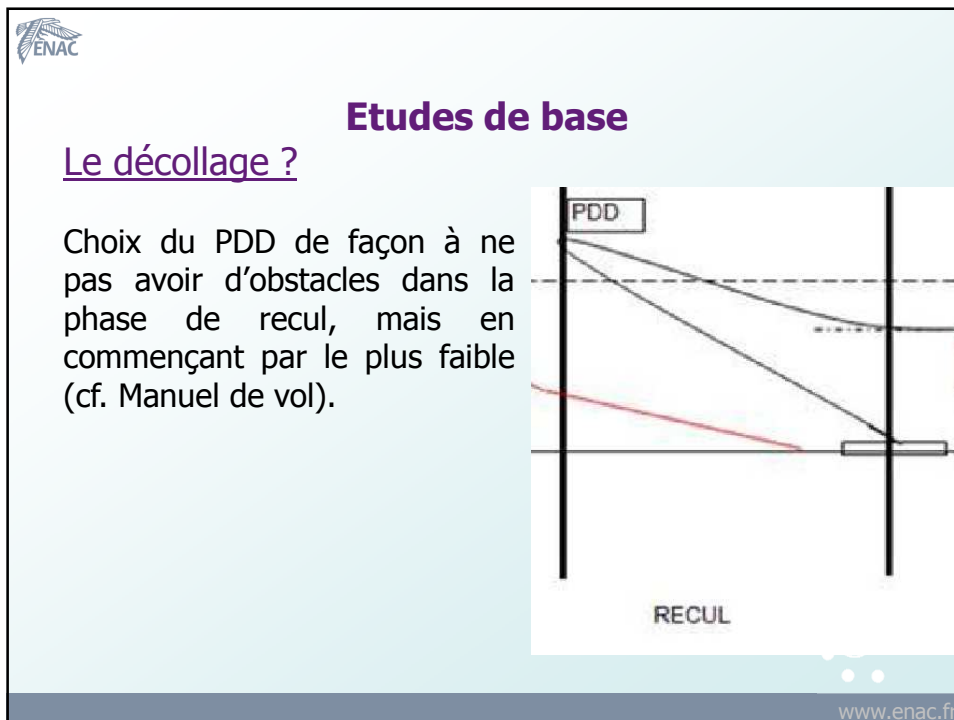 ENAC
Etudes de base
Le décollage ?
Choix du PDD de façon à ne
pas avoir d’obstacles dans la
phase de recul, mais en
commençant par le plus faible
(cf. Manuel de vol).
PDD
RECUL
www.enac.fr